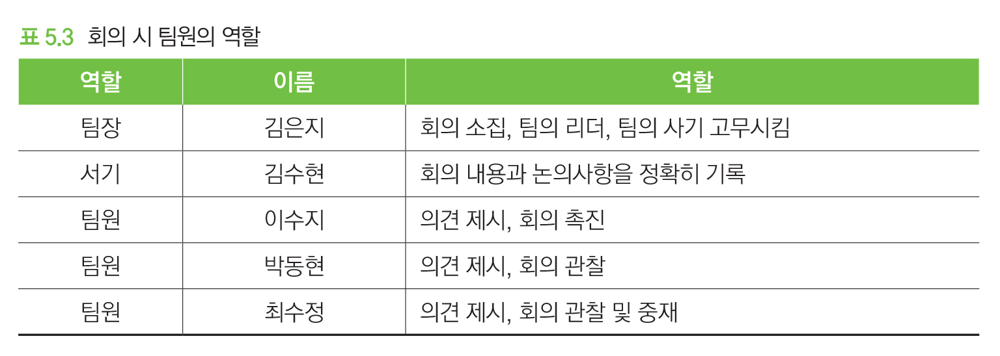 표 5.3 회의 시 팀원의 역할
역할 이름 역할
팀장 김은지 회의 소집, 팀의 리더, 팀의 사기 고무시킴
서기 김수현 회의 내용과 논의사항을 정확히 기록
팀원 이수지 의견 제시, 회의 촉진
팀원 박동현 의견 제시, 회의 관찰
팀원 최수정 의견 제시, 회의 관찰 및 중재